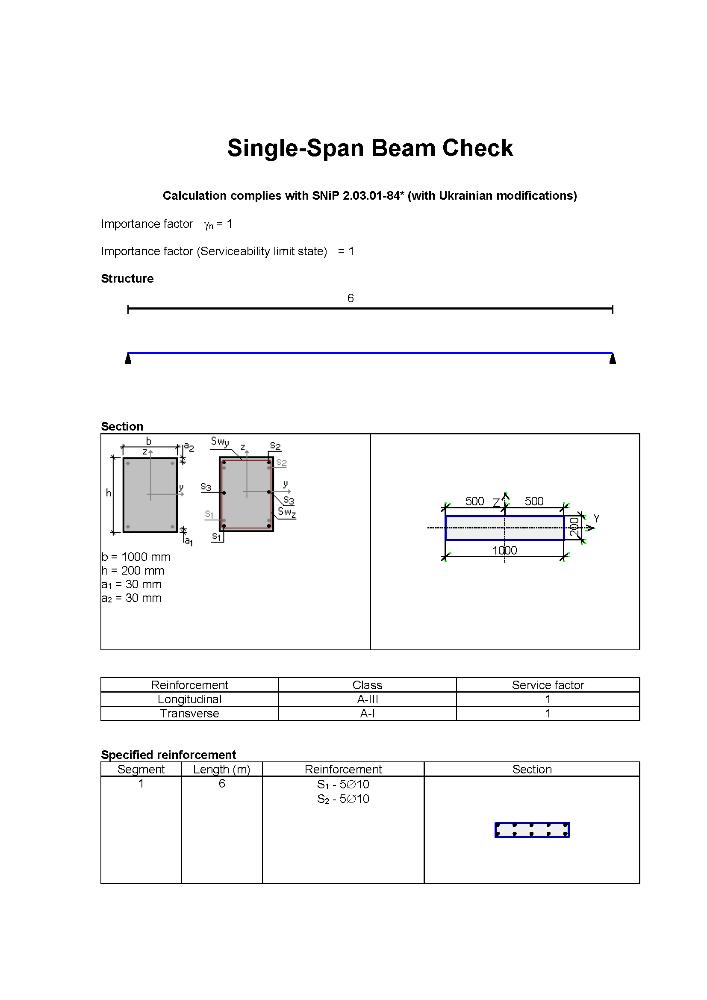 Single-Span Beam Check
Calculation complies with SNiP 2.03.01-84* (with Ukrainian modifications)
Importance factor γn = 1
Importance factor (Serviceability limit state) = 1
Structure
6
Section
b
a2
z
h
y
a1
Swy
z
s2
s2
s3
y
s3
Swz
s1
s1
500 Z 500
Y
200
1000
b = 1000 mm
h = 200 mm
a1 = 30 mm
a2 = 30 mm
Reinforcement Class Service factor
Longitudinal A-III 1
Transverse A-I 1
Specified reinforcement
Segment Length (m) Reinforcement Section
1 6 S1 - 5∅10
S2 - 5∅10